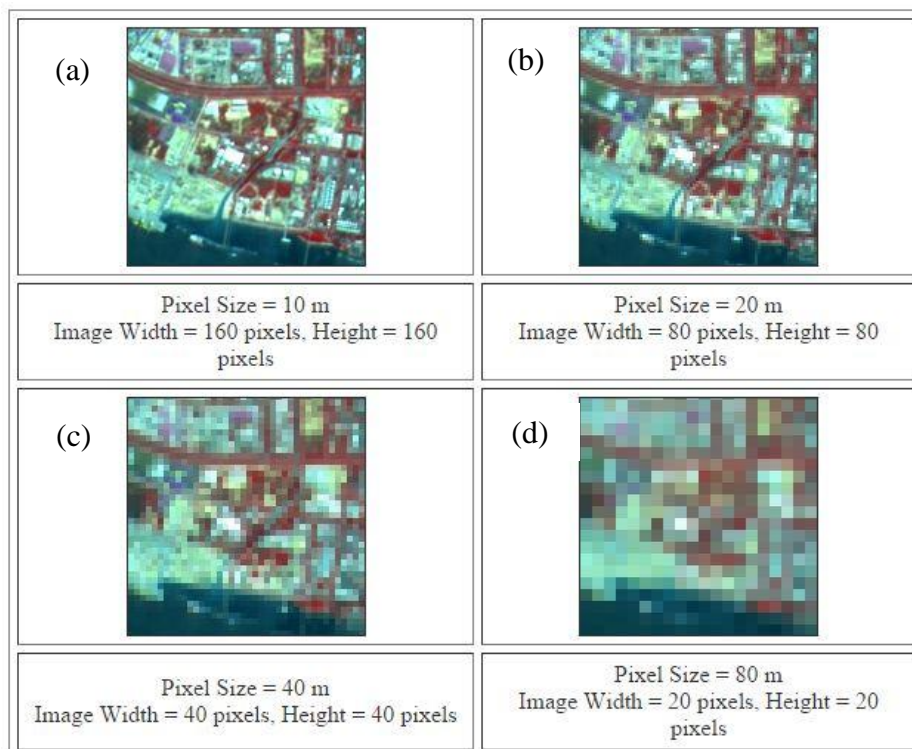 (a)
(b)
Pixel Size = 10 m
Image Width = 160 pixels, Height = 160
pixels
Pixel Size = 20 m
Image Width = 80 pixels, Height = 80
pixels
(c)
(d)
Pixel Size = 40 m
Image Width = 40 pixels, Height = 40 pixels
Pixel Size = 80 m
Image Width = 20 pixels, Height = 20
pixels